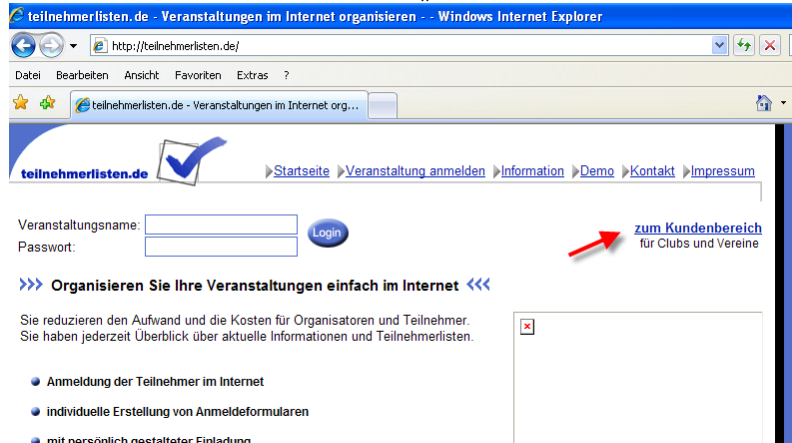 teilnehmerlisten.de - Veranstaltungen im Internet organisieren - - Windows Internet Explorer
http://teilnehmerlisten.de/
Datei Bearbeiten Ansicht Favoriten Extras ?
teilnehmerlisten.de - Veranstaltungen im Internet org...
teilnehmerlisten.de
Startseite Veranstaltung anmelden Information Demo Kontakt Impressum
Veranstaltungsname:
Login
zum Kundenbereich
Passwort:
für Clubs und Vereine
>>> Organisieren Sie Ihre Veranstaltungen einfach im Internet <<<
Sie reduzieren den Aufwand und die Kosten für Organisatoren und Teilnehmer.
Sie haben jederzeit Überblick über aktuelle Informationen und Teilnehmerlisten.
Anmeldung der Teilnehmer im Internet
individuelle Erstellung von Anmeldeformularen
mit persönlich gestalteter Einladung